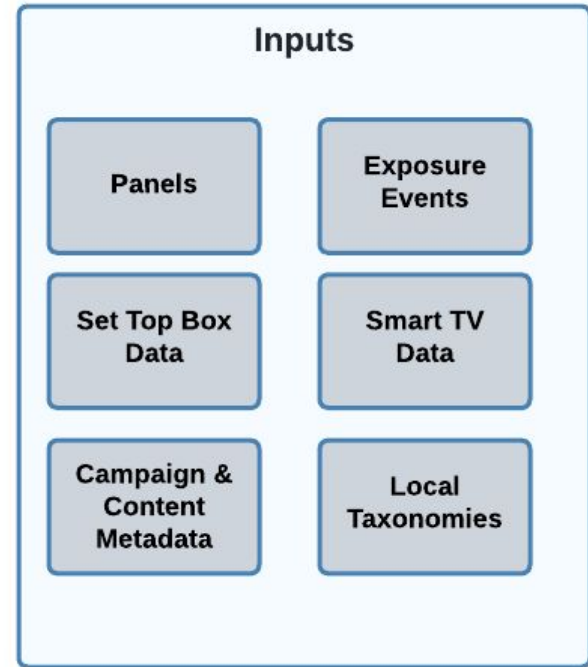 Inputs
Panels
Exposure
Events
Set Top Box
Data
Smart TV
Data
Campaign &
Content
Metadata
Local
Taxonomies